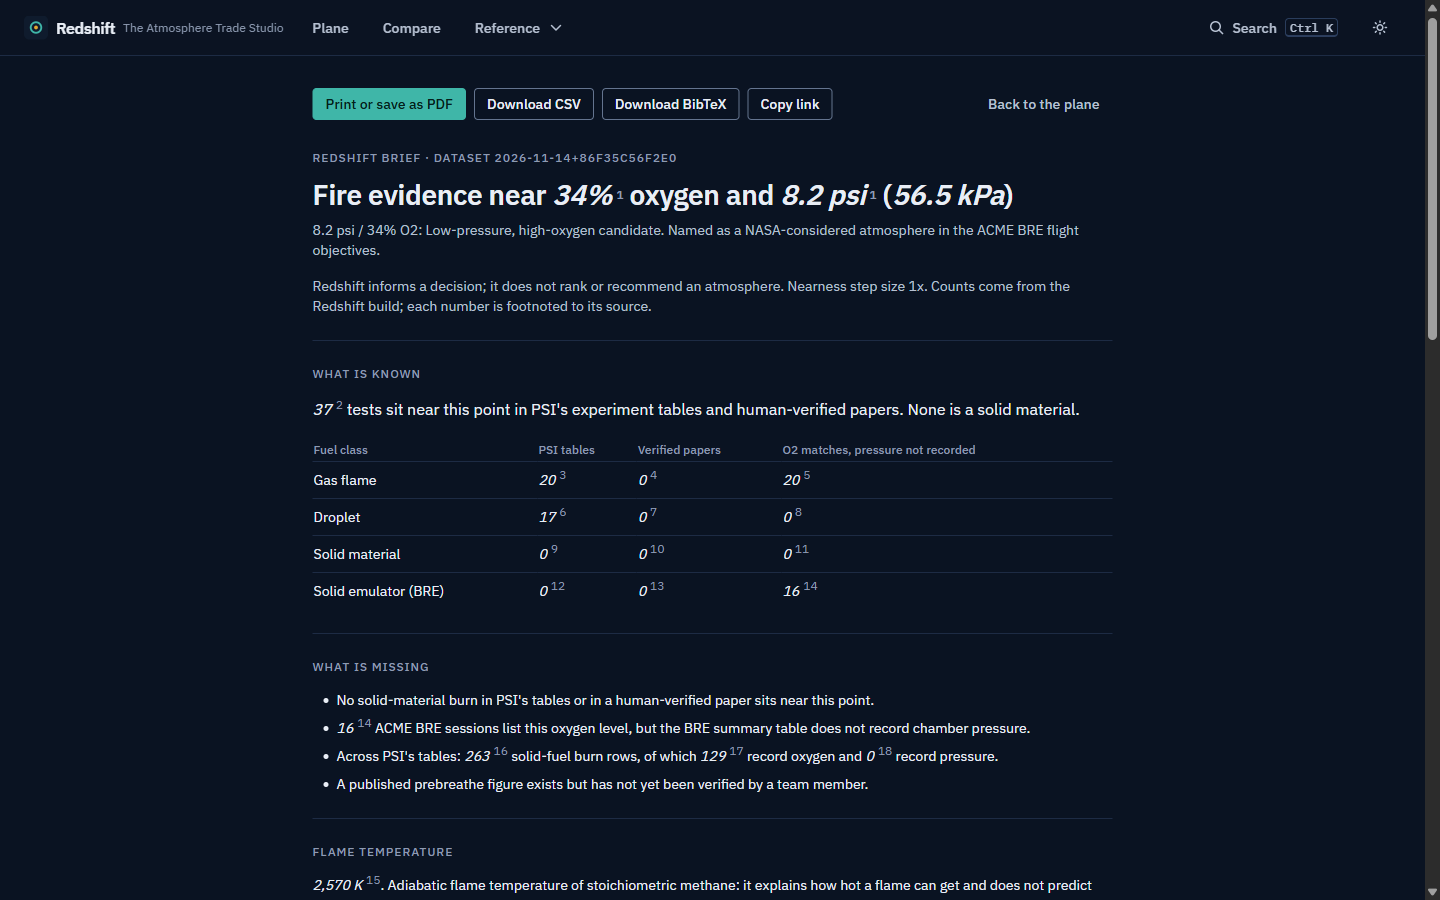 Redshift The Atmosphere Trade Studio Plane Compare Reference Search Ctrl K
Print or save as PDF Download CSV Download BibTeX Copy link Back to the plane
REDSHIFT BRIEF · DATASET 2026-11-14+86F35C56F2E0
Fire evidence near 34% 1 oxygen and 8.2 psi 1 (56.5 kPa)
8.2 psi / 34% O2: Low-pressure, high-oxygen candidate. Named as a NASA-considered atmosphere in the ACME BRE flight
objectives.
Redshift informs a decision; it does not rank or recommend an atmosphere. Nearness step size 1x. Counts come from the
Redshift build; each number is footnoted to its source.
WHAT IS KNOWN
37 2 tests sit near this point in PSI's experiment tables and human-verified papers. None is a solid material.
Fuel class PSI tables Verified papers O2 matches, pressure not recorded
Gas flame 20 3 0 4 20 5
Droplet 17 6 0 7 0 8
Solid material 0 9 0 10 0 11
Solid emulator (BRE) 0 12 0 13 16 14
WHAT IS MISSING
• No solid-material burn in PSI's tables or in a human-verified paper sits near this point.
• 16 14 ACME BRE sessions list this oxygen level, but the BRE summary table does not record chamber pressure.
• Across PSI's tables: 263 16 solid-fuel burn rows, of which 129 17 record oxygen and 0 18 record pressure.
• A published prebreathe figure exists but has not yet been verified by a team member.
FLAME TEMPERATURE
2,570 K 15. Adiabatic flame temperature of stoichiometric methane: it explains how hot a flame can get and does not predict